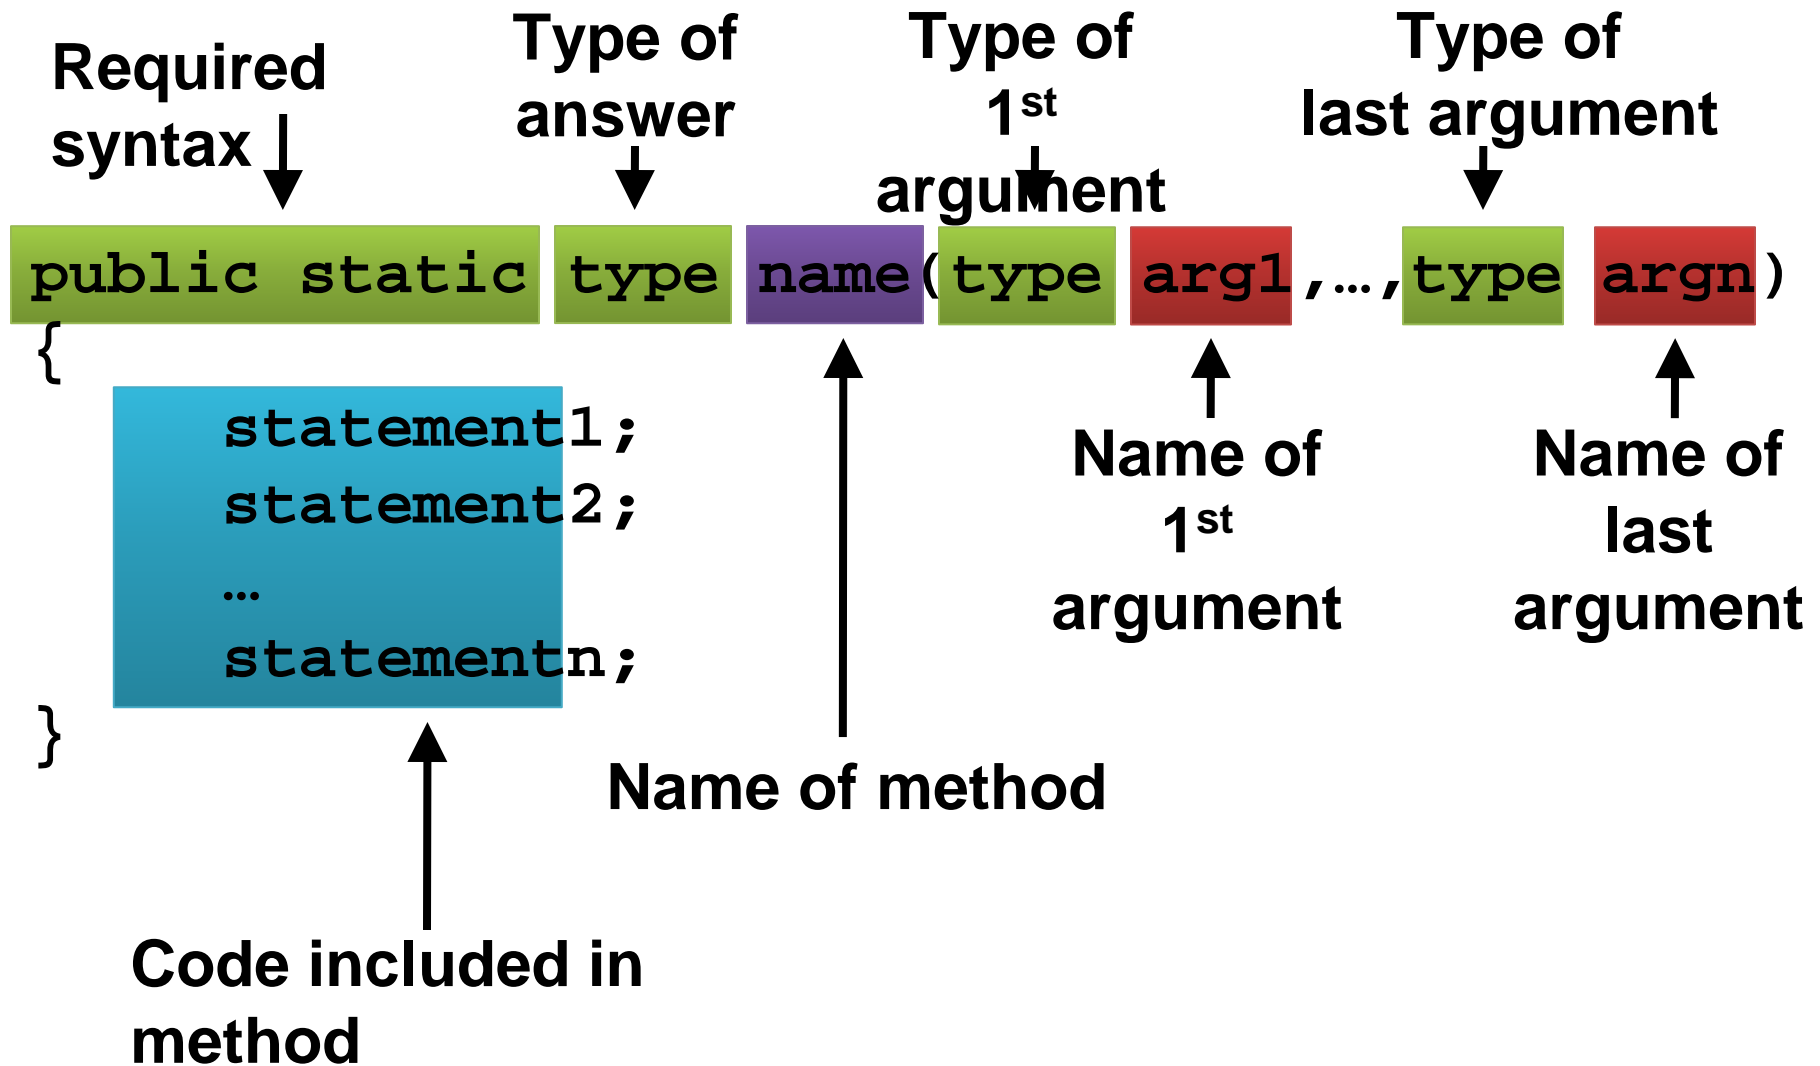 Required
syntax
Type of
answer
Type of
1st
argument
Type of
last argument
public static type name(type arg1,…,type argn)
{
statement1;
statement2;
…
statementn;
}
Name of
1st
argument
Name of
last
argument
Name of method
Code included in
method